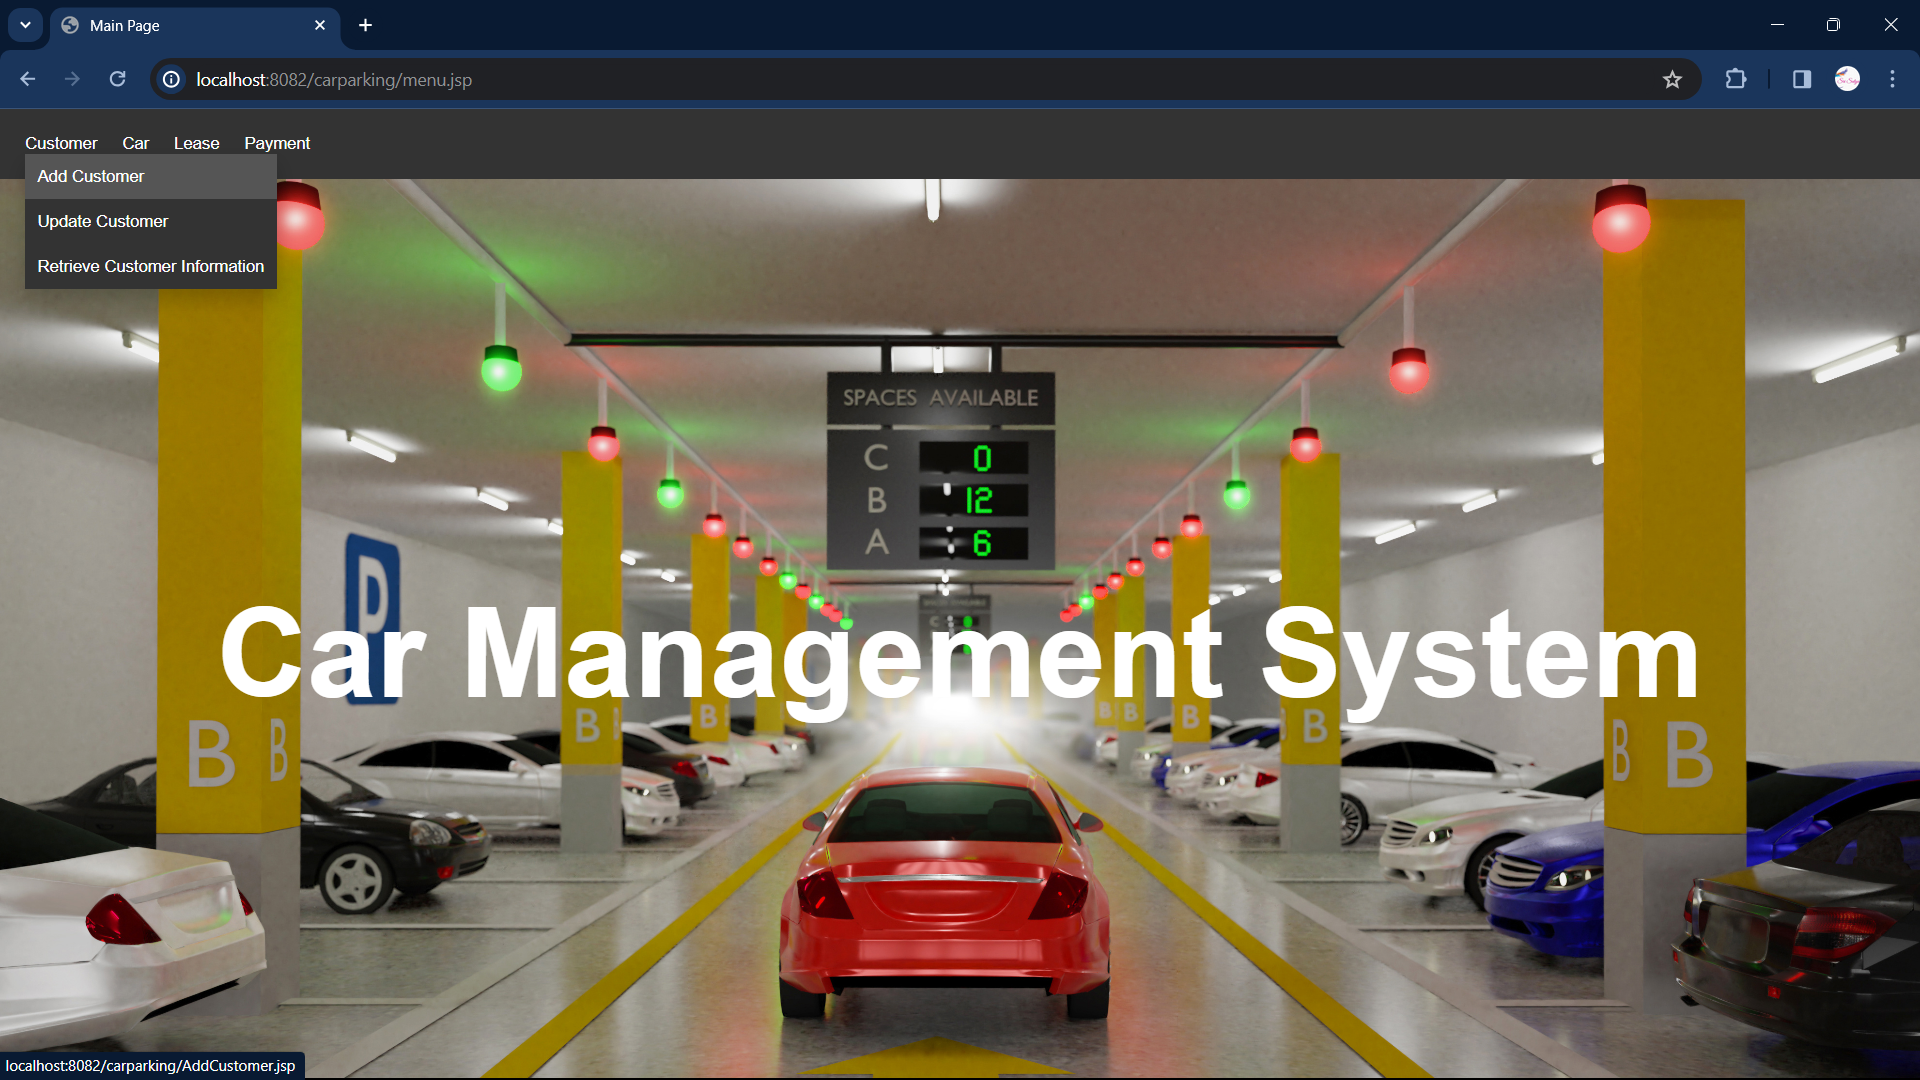 Main Page
localhost:8082/carparking/menu.jsp
Customer Car Lease Payment
Add Customer
Update Customer
Retrieve Customer Information
SPACES AVAILABLE
C 0
B 12
A 6
P
Car Management System
B B B B B B B B B B
localhost:8082/carparking/AddCustomer.jsp